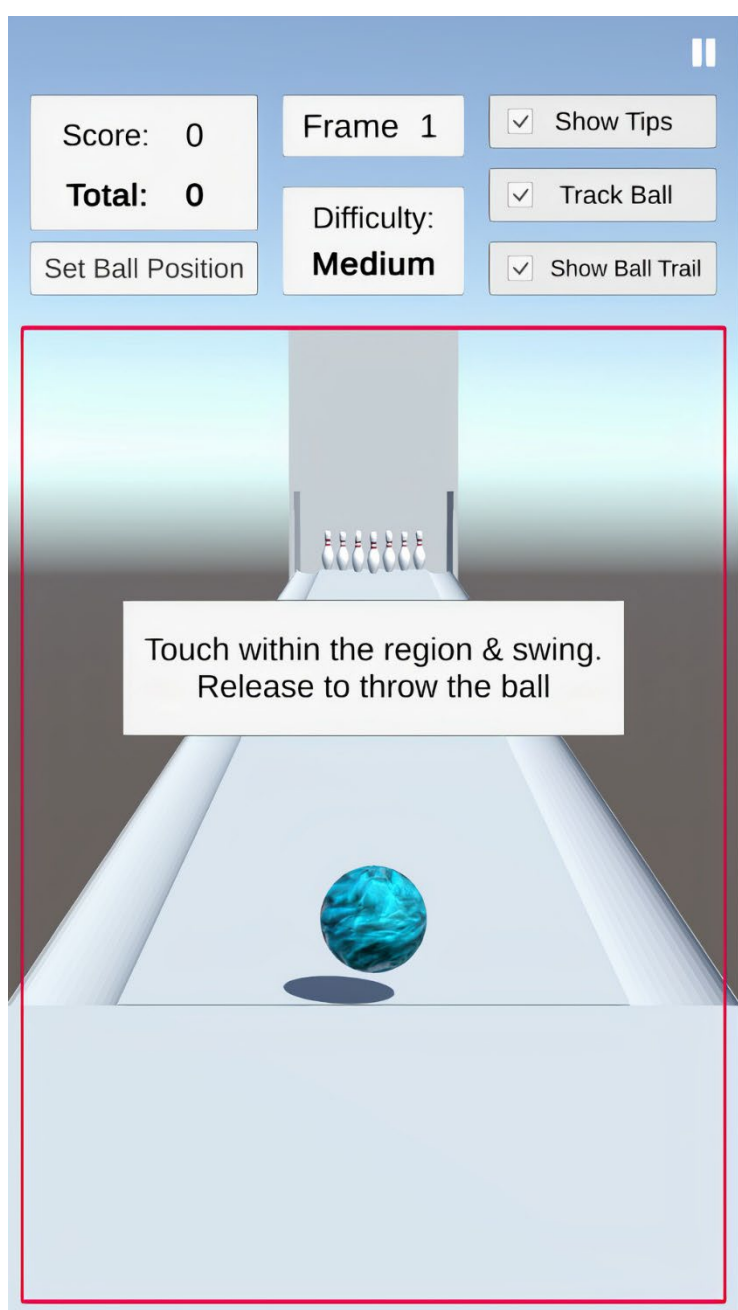 Score: 0
Total: 0
Set Ball Position
Frame 1
Difficulty:
Medium
Show Tips
Track Ball
Show Ball Trail
Touch within the region & swing.
Release to throw the ball